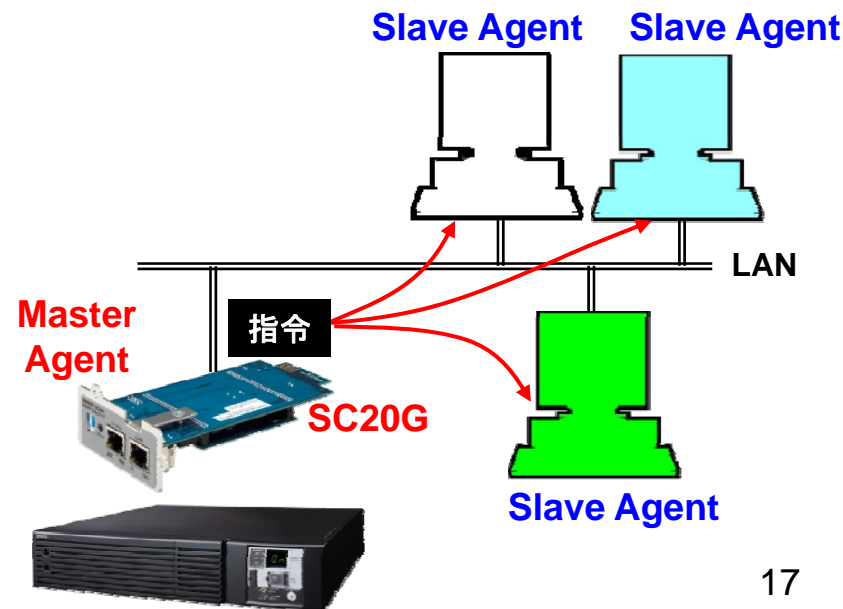 Slave Agent
Slave Agent
LAN
Master
Agent
指令
SC20G
Slave Agent
17